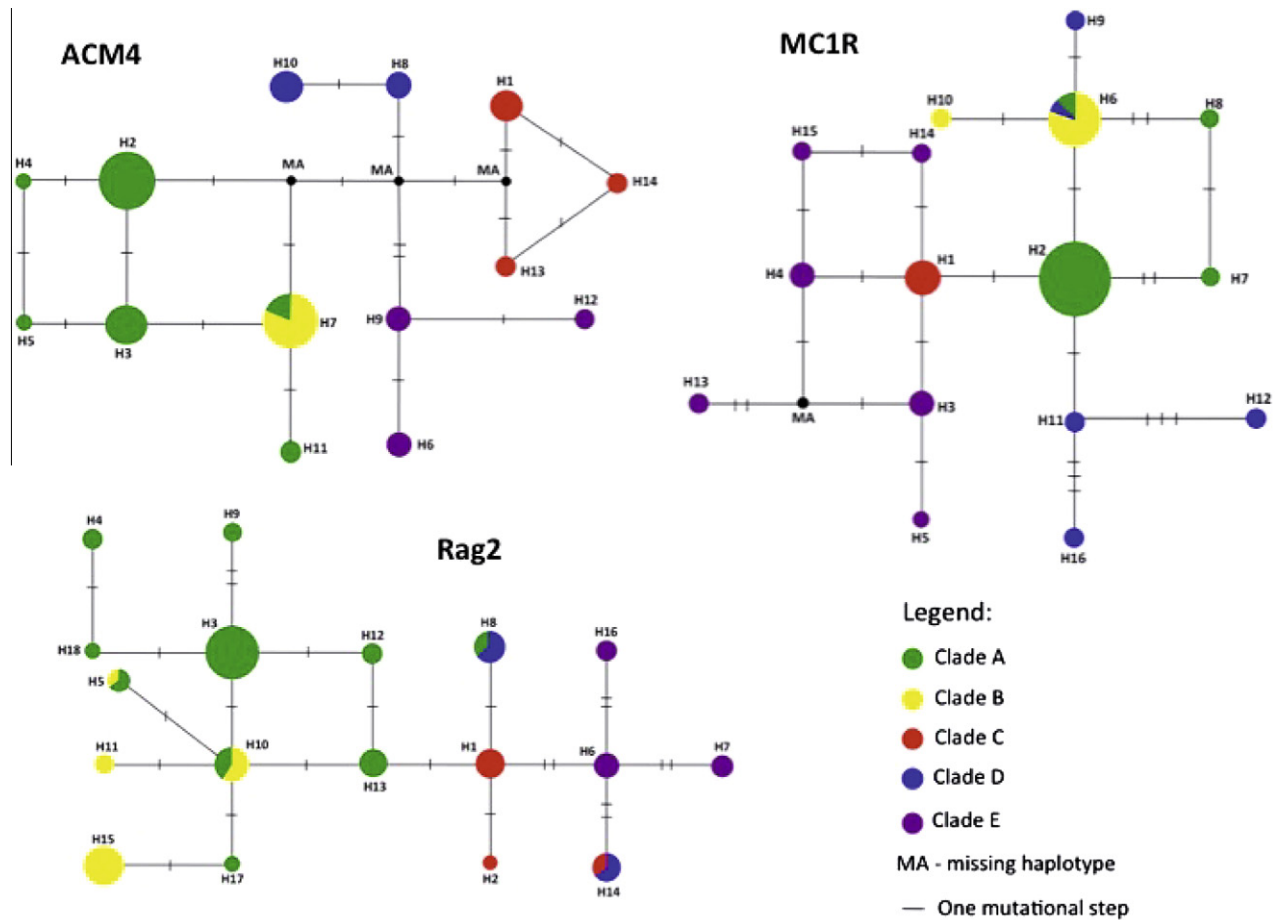 ACM4
H10
H8
H1
H4
H2
MA
MA
MA
H14
H13
H5
H3
H7
H9
H12
H11
H6
MC1R
H9
H10
H6
H8
H15
H14
H4
H1
H2
H7
H13
MA
H3
H11
H12
H5
H16
Rag2
H4
H9
H3
H18
H12
H8
H16
H5
H11
H10
H13
H1
H6
H7
H15
H17
H2
H14
Legend:
Clade A
Clade B
Clade C
Clade D
Clade E
MA - missing haplotype
One mutational step